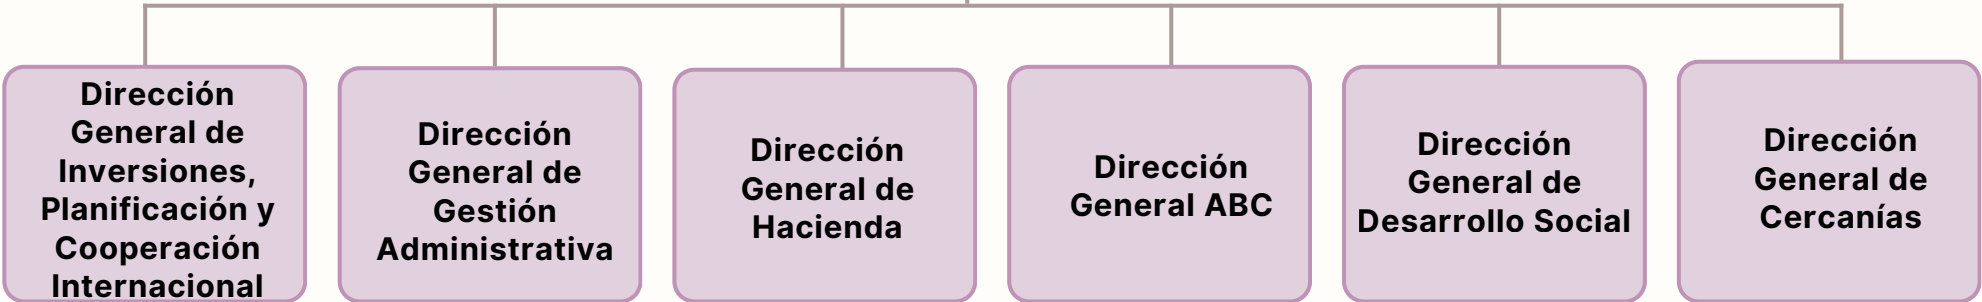 Dirección
General de
Inversiones,
Planificación y
Cooperación
Internacional
Dirección
General de
Gestión
Administrativa
Dirección
General de
Hacienda
Dirección
General ABC
Dirección
General de
Desarrollo Social
Dirección
General de
Cercanías